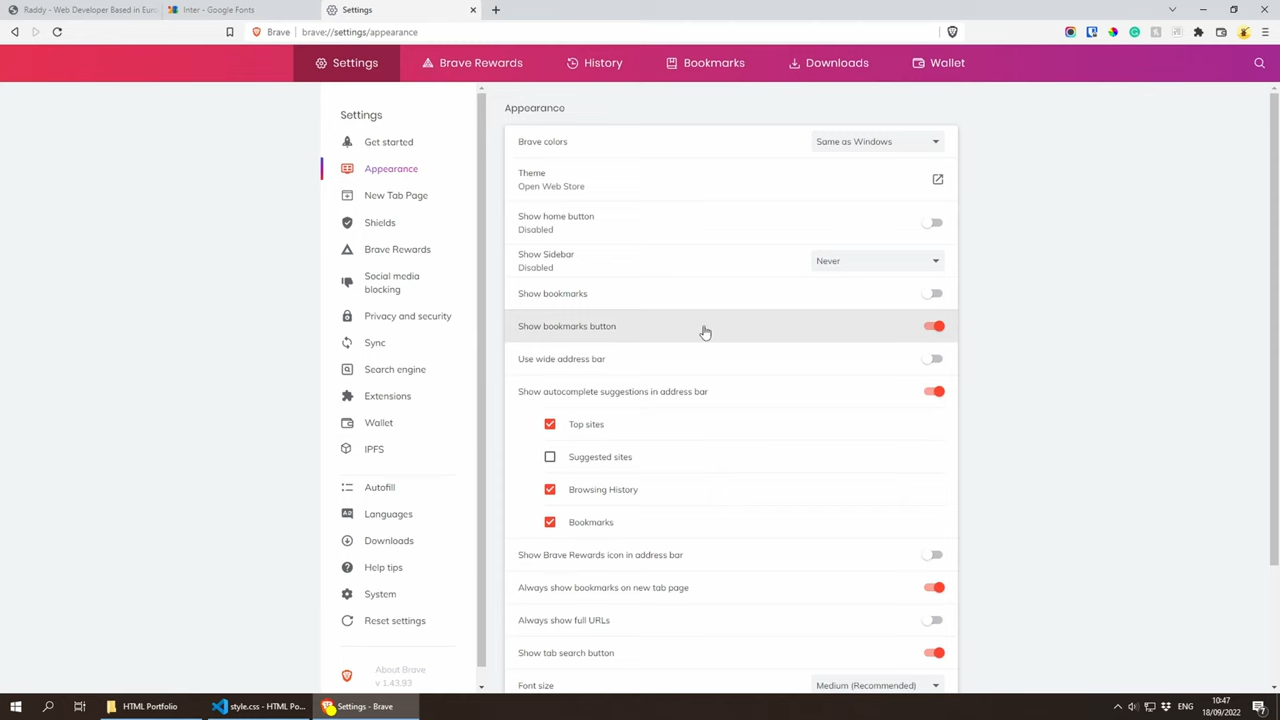 Raddy - Web Developer Based in Euro
Inter - Google Fonts
Settings
Brave
brave://settings/appearance
Settings
Brave Rewards
History
Bookmarks
Downloads
Wallet
Settings
Get started
Appearance
New Tab Page
Shields
Brave Rewards
Social media
blocking
Privacy and security
Sync
Search engine
Extensions
Wallet
IPFS
Autofill
Languages
Downloads
Help tips
System
Reset settings
About Brave
v 1.43.93
Appearance
Brave colors
Same as Windows
Theme
Open Web Store
Show home button
Disabled
Show Sidebar
Disabled
Never
Show bookmarks
Show bookmarks button
Use wide address bar
Show autocomplete suggestions in address bar
Top sites
Suggested sites
Browsing History
Bookmarks
Show Brave Rewards icon in address bar
Always show bookmarks on new tab page
Always show full URLs
Show tab search button
Font size
Medium (Recommended)
HTML Portfolio
style.css - HTML Po...
Settings - Brave
ENG
10:47
18/09/2022